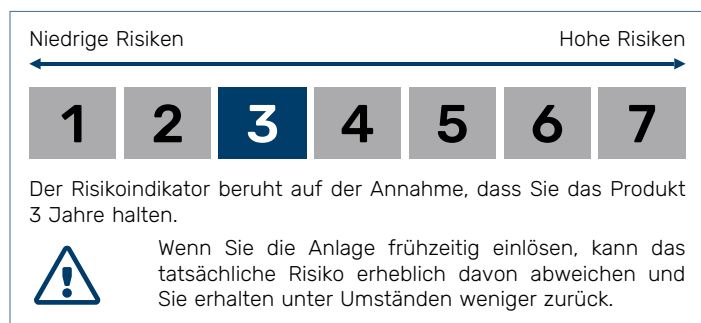 Niedrige Risiken Hohe Risiken
1 2 3 4 5 6 7
Der Risikoindikator beruht auf der Annahme, dass Sie das Produkt
3 Jahre halten.
Wenn Sie die Anlage frühzeitig einlösen, kann das
tatsächliche Risiko erheblich davon abweichen und
Sie erhalten unter Umständen weniger zurück.